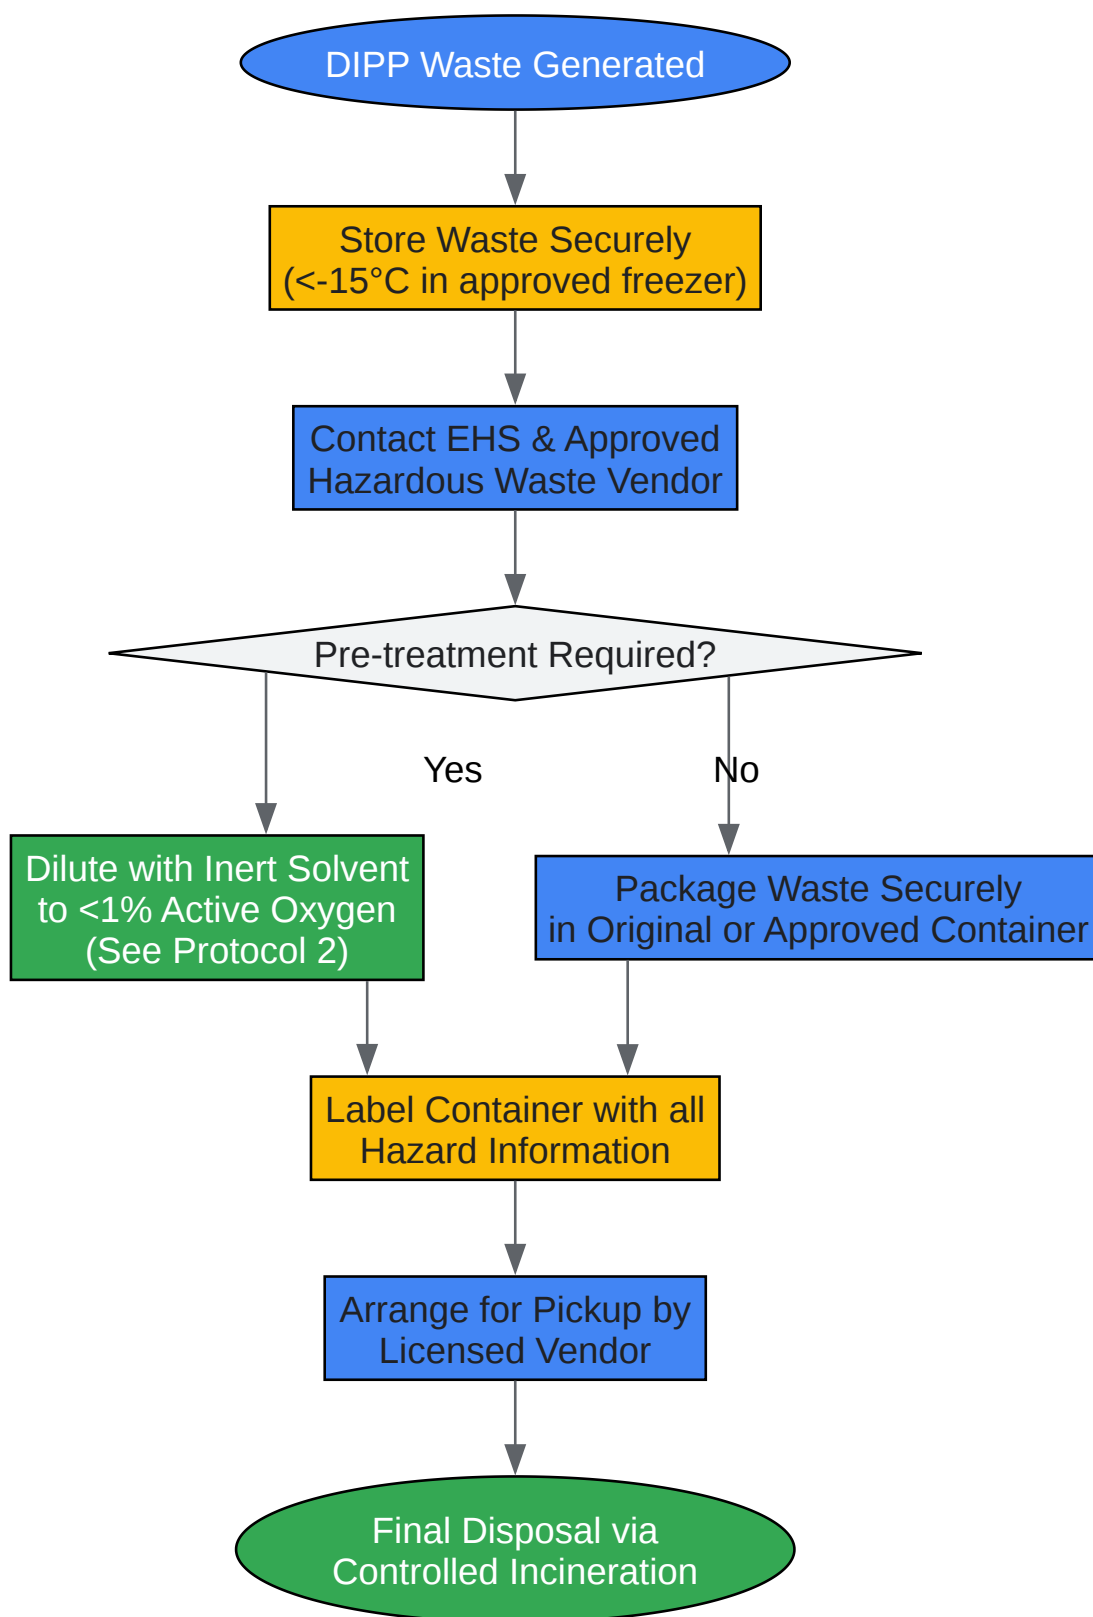 DIPP Waste Generated
Store Waste Securely
(<-15°C in approved freezer)
Contact EHS & Approved
Hazardous Waste Vendor
Pre-treatment Required?
Yes
No
Dilute with Inert Solvent
to <1% Active Oxygen
(See Protocol 2)
Package Waste Securely
in Original or Approved Container
Label Container with all
Hazard Information
Arrange for Pickup by
Licensed Vendor
Final Disposal via
Controlled Incineration